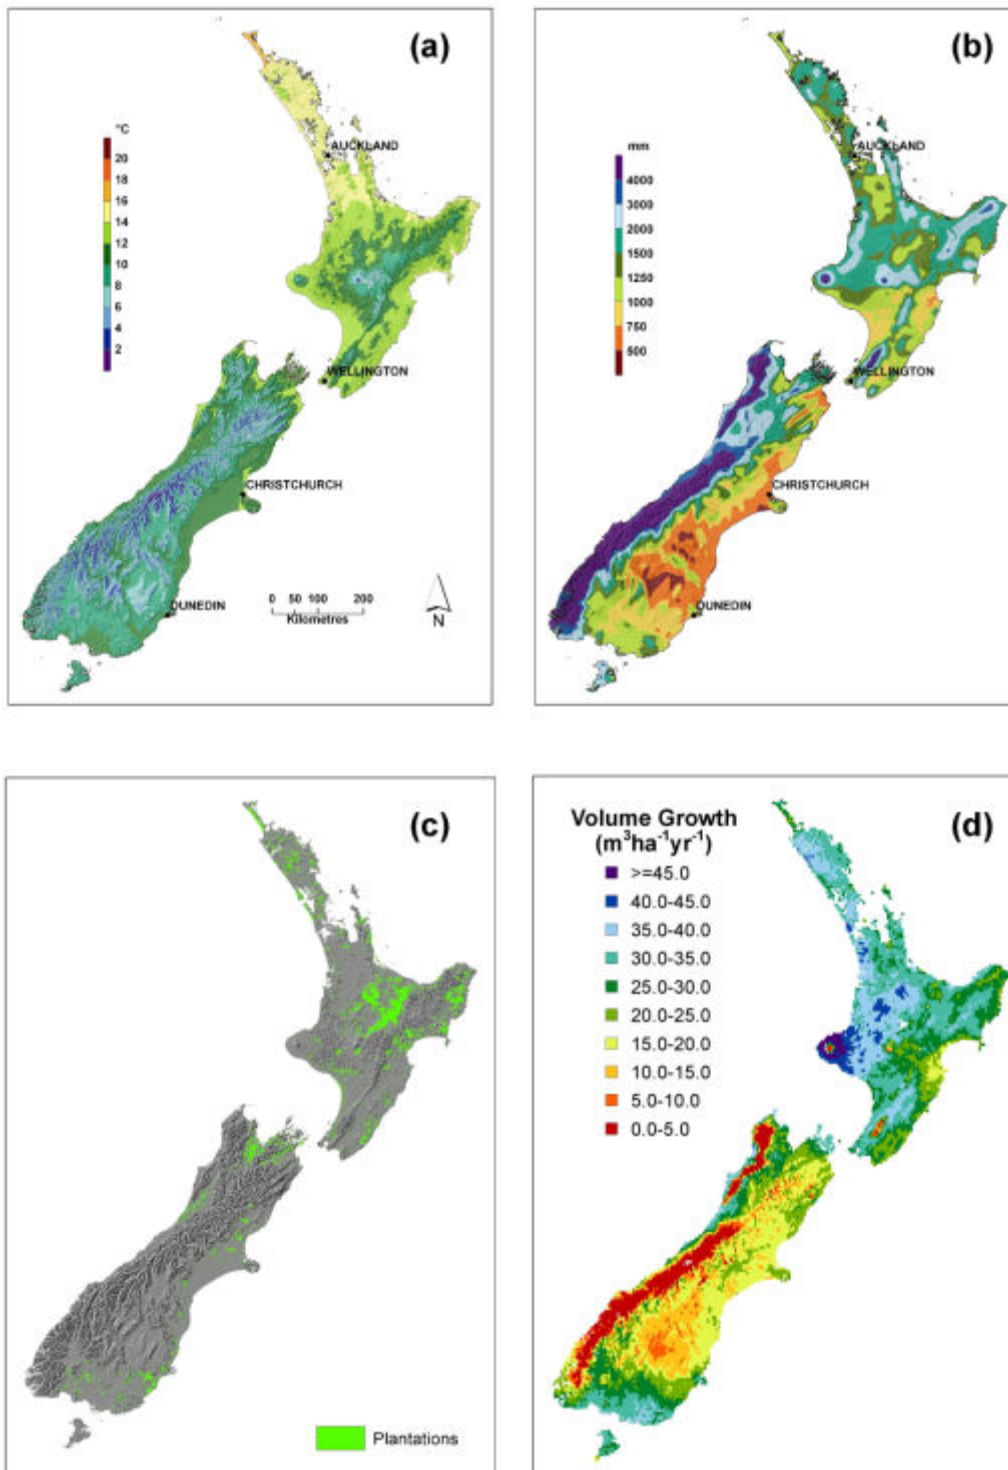 (a)
°C
20
18
16
14
12
10
8
6
4
2
AUCKLAND
WELLINGTON
CHRISTCHURCH
DUNEDIN
0 50 100 200
Kilometres
N
(b)
mm
4000
3000
2000
1500
1250
1000
750
500
AUCKLAND
WELLINGTON
CHRISTCHURCH
DUNEDIN
(c)
Plantations
(d)
Volume Growth
(m³ha⁻¹yr⁻¹)
>=45.0
40.0-45.0
35.0-40.0
30.0-35.0
25.0-30.0
20.0-25.0
15.0-20.0
10.0-15.0
5.0-10.0
0.0-5.0